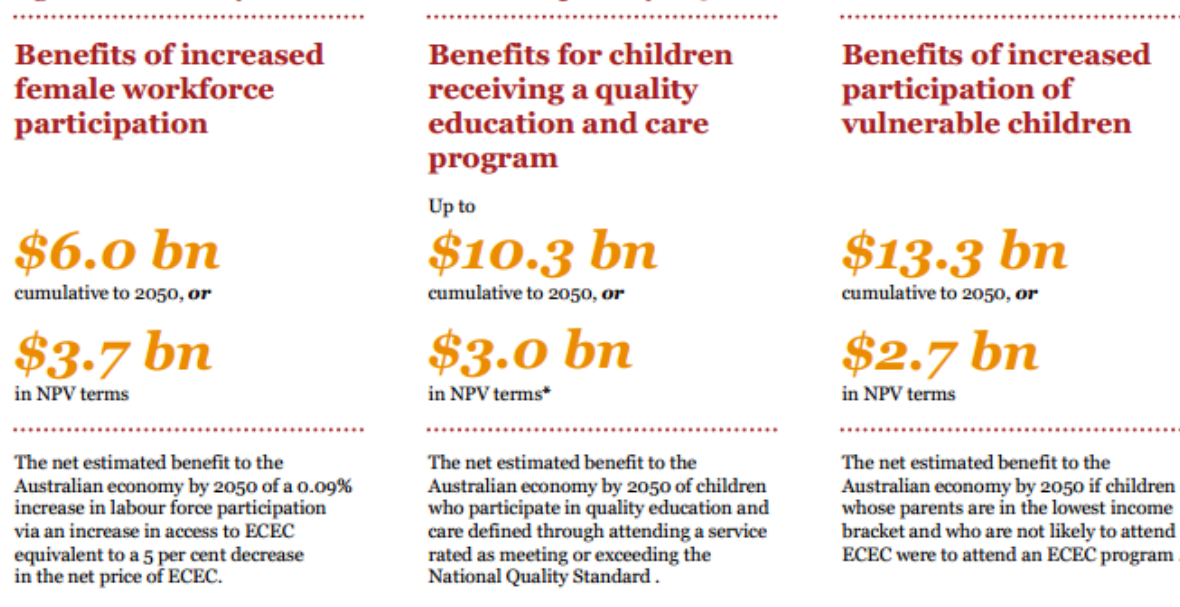 Benefits of increased
female workforce
participation
$6.0 bn
cumulative to 2050, or
$3.7 bn
in NPV terms
The net estimated benefit to the
Australian economy by 2050 of a 0.09%
increase in labour force participation
via an increase in access to ECEC
equivalent to a 5 per cent decrease
in the net price of ECEC.
Benefits for children
receiving a quality
education and care
program
Up to
$10.3 bn
cumulative to 2050, or
$3.0 bn
in NPV terms*
The net estimated benefit to the
Australian economy by 2050 of children
who participate in quality education and
care defined through attending a service
rated as meeting or exceeding the
National Quality Standard .
Benefits of increased
participation of
vulnerable children
$13.3 bn
cumulative to 2050, or
$2.7 bn
in NPV terms
The net estimated benefit to the
Australian economy by 2050 if children
whose parents are in the lowest income
bracket and who are not likely to attend
ECEC were to attend an ECEC program .